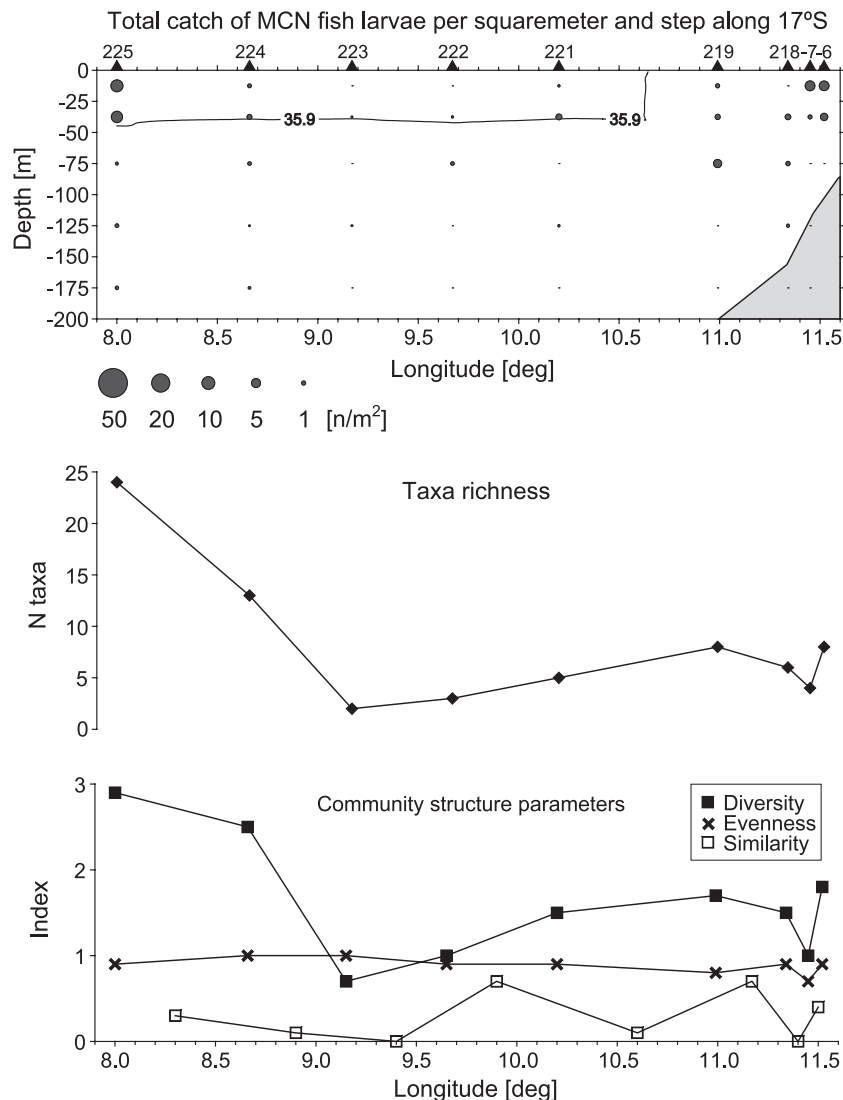 Total catch of MCN fish larvae per squaremeter and step along 17ºS
225 224 223 222 221 219 218-7-6
0
-25
-50
-75
-100
-125
-150
-175
-200
Depth [m]
35.9 35.9
8.0 8.5 9.0 9.5 10.0 10.5 11.0 11.5
Longitude [deg]
50 20 10 5 1 [n/m²]
25
20
15
10
5
0
N taxa
Taxa richness
3
2
1
0
Index
Community structure parameters
Diversity
Evenness
Similarity
8.0 8.5 9.0 9.5 10.0 10.5 11.0 11.5
Longitude [deg]